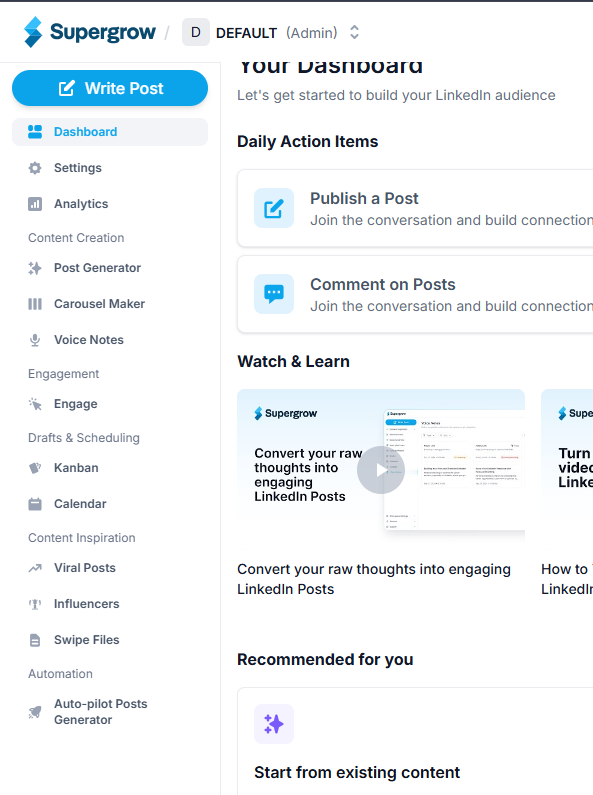 Supergrow / D DEFAULT (Admin)
Write Post
Dashboard
Settings
Analytics
Content Creation
Post Generator
Carousel Maker
Voice Notes
Engagement
Engage
Drafts & Scheduling
Kanban
Calendar
Content Inspiration
Viral Posts
Influencers
Swipe Files
Automation
Auto-pilot Posts
Generator
Your Dashboard
Let's get started to build your LinkedIn audience
Daily Action Items
Publish a Post
Join the conversation and build connection
Comment on Posts
Join the conversation and build connection
Watch & Learn
Supergrow
Convert your raw
thoughts into
engaging
LinkedIn Posts
Supergrow
Voice Notes
Convert your raw thoughts into engaging
LinkedIn Posts
Supe
Turn
video
Linke
How to
LinkedIn
Recommended for you
Start from existing content